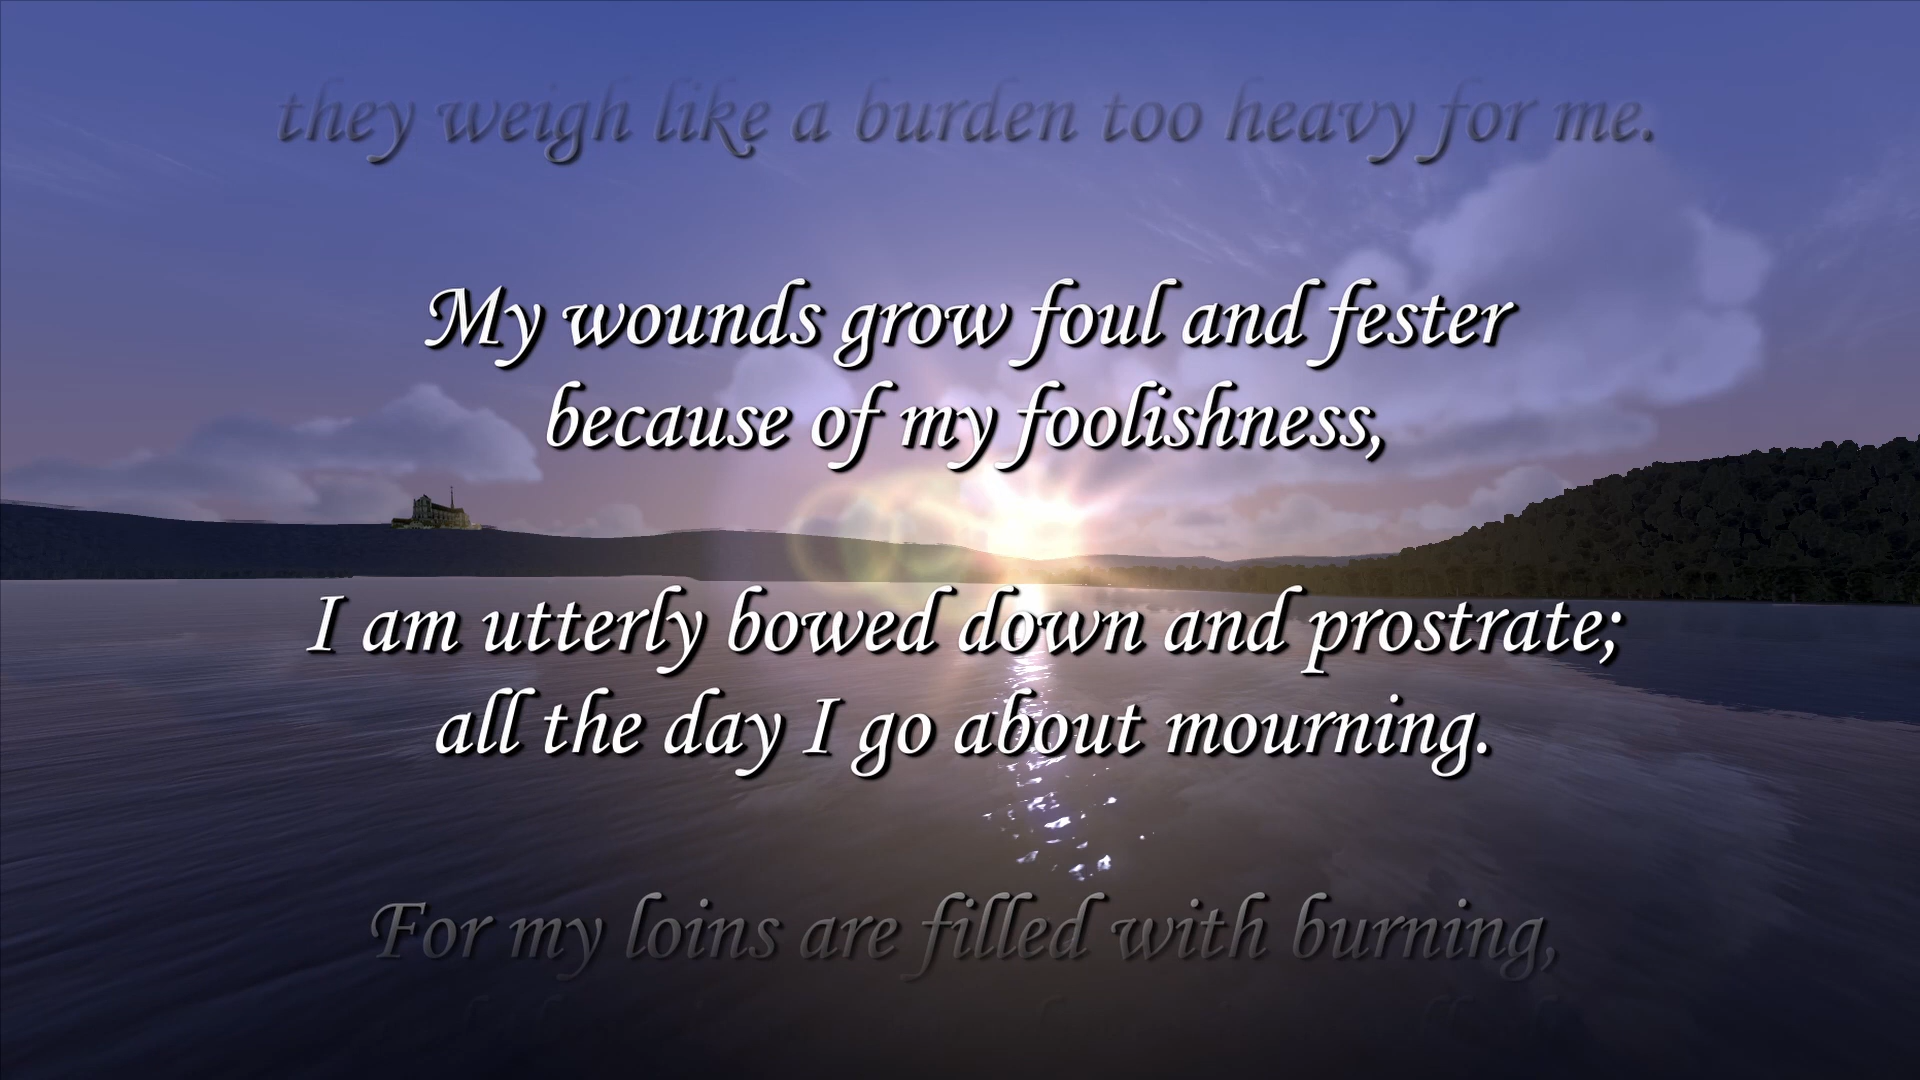 they weigh like a burden too heavy for me.
My wounds grow foul and fester
because of my foolishness,
I am utterly bowed down and prostrate;
all the day I go about mourning.
For my loins are filled with burning,